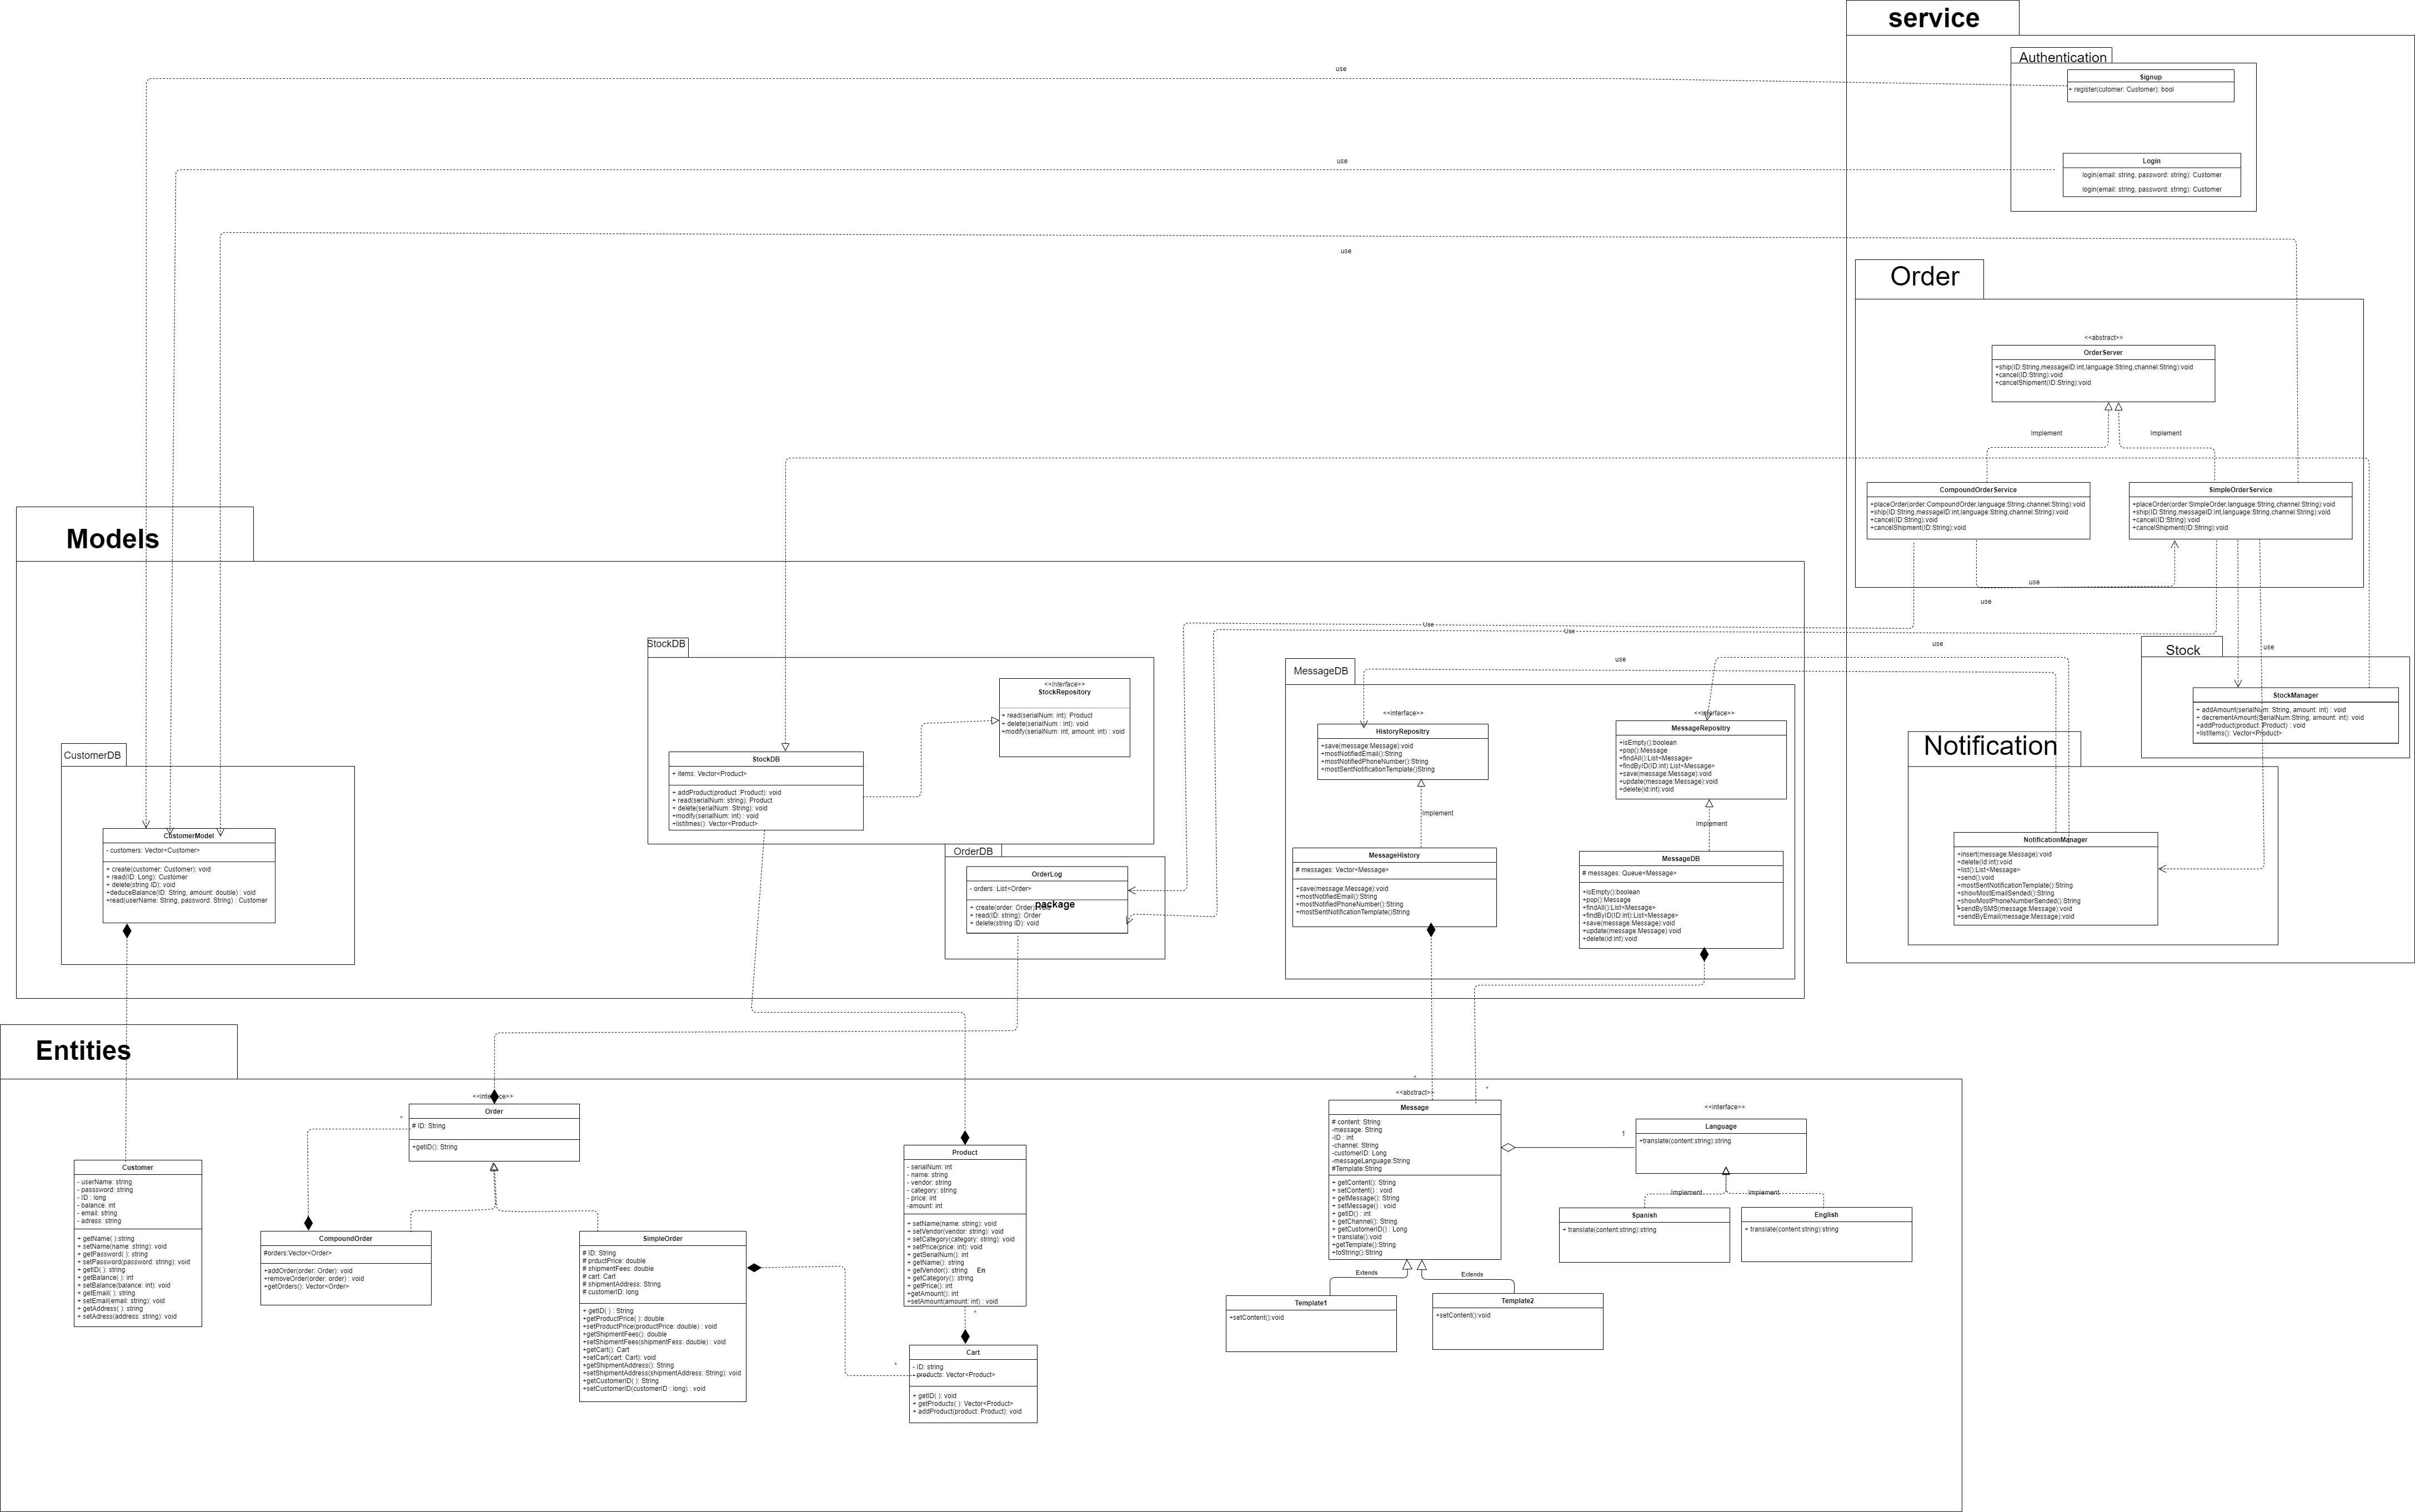 service
Authentication
Signup
+ register(cutomer: Customer): bool
use
Login
login(email: string, password: string): Customer
login(email: string, password: string): Customer
use
use
Order
<<abstract>>
OrderServer
+ship(ID:String,messageID:int,language:String,channel:String):void
+cancel(ID:String):void
+cancelShipment(ID:String):void
Implement
Implement
CompoundOrderService
+placeOrder(order:CompoundOrder,language:String,channel:String):void
+ship(ID:String,messageID:int,language:String,channel:String):void
+cancel(ID:String):void
+cancelShipment(ID:String):void
SimpleOrderService
+placeOrder(order:SimpleOrder,language:String,channel:String):void
+ship(ID:String,messageID:int,language:String,channel:String):void
+cancel(ID:String):void
+cancelShipment(ID:String):void
use
use
Use
Use
use
use
use
Stock
StockManager
+ addAmount(serialNum: String, amount: int) : void
+ decrementAmount(SerialNum:String, amount: int): void
+addProduct(product: Product) : void
+listItems(): Vector<Product>
Notification
NotificationManager
+insert(message:Message):void
+delete(id:int):void
+list():List<Message>
+send():void
+mostSentNotificationTemplate():String
+showMostEmailSended():String
+showMostPhoneNumberSended():String
+sendBySMS(message:Message):void
+sendByEmail(message:Message):void
Models
CustomerDB
CustomerModel
- customers: Vector<Customer>
+ create(customer: Customer): void
+ read(ID: Long): Customer
+ delete(string ID): void
+deduceBalance(ID: String, amount: double) : void
+read(userName: String, password: String) : Customer
StockDB
<<interface>>
StockRepository
+ read(serialNum: int): Product
+ delete(serialNum : int): void
+modify(serialNum: int, amount: int) : void
StockDB
+ items: Vector<Product>
+ addProduct(product :Product): void
+ read(serialNum: string): Product
+ delete(serialNum: String): void
+modify(serialNum: int) : void
+listItmes(): Vector<Product>
OrderDB
OrderLog
- orders: List<Order>
+ create(order: Order):
package
+ read(ID: string): Order
+ delete(string ID): void
MessageDB
<<interface>>
HistoryRepositry
+save(message:Message):void
+mostNotifiedEmail():String
+mostNotifiedPhoneNumber():String
+mostSentNotificationTemplate()String
Implement
MessageHistory
# messages: Vector<Message>
+save(message:Message):void
+mostNotifiedEmail():String
+mostNotifiedPhoneNumber():String
+mostSentNotificationTemplate()String
<<interface>>
MessageRepositry
+isEmpty():boolean
+pop():Message
+findAll():List<Message>
+findByID(ID:int):List<Message>
+save(message:Message):void
+update(message:Message):void
+delete(id:int):void
Implement
MessageDB
# messages: Queue<Message>
+isEmpty():boolean
+pop():Message
+findAll():List<Message>
+findByID(ID:int):List<Message>
+save(message:Message):void
+update(message:Message):void
+delete(id:int):void
Entities
Customer
- userName: string
- passsword: string
- ID : long
- balance: int
- email: string
- adress: string
+ getName( ):string
+ setName(name: string): void
+ getPassword( ): string
+ setPassword(password: string): void
+ getID( ): string
+ getBalance( ): int
+ setBalance(balance: int): void
+ getEmail( ): string
+ setEmail(email: string): void
+ getAddress( ): string
+ setAdress(address: string): void
<<interface>>
Order
# ID: String
+getID(): String
*
CompoundOrder
#orders:Vector<Order>
+addOrder(order: Order): void
+removeOrder(order: order) : void
+getOrders(): Vector<Order>
SimpleOrder
# ID: String
# prductPrice: double
# shipmentFees: double
# cart: Cart
# shipmentAddress: String
# customerID: long
+ getID( ) : String
+getProductPrice( ): double
+setProductPrice(productPrice: double) : void
+getShipmentFees(): double
+setShipmentFees(shipmentFess: double) : void
+getCart(): Cart
+setCart(cart: Cart): void
+getShipmentAddress(): String
+setShipmentAddress(shipmentAddress: String): void
+getCustomerID( ): String
+setCustomerID(customerID : long) : void
Product
- serialNum: int
- name: string
- vendor: string
- category: string
- price: int
-amount: int
+ setName(name: string): void
+ setVendor(vendor: string): void
+ setCategory(category: string): void
+ setPrice(price: int): void
+ getSerialNum(): int
+ getName(): string
+ getVendor(): string En
+ getCategory(): string
+ getPrice(): int
+getAmount(): int
+setAmount(amount: int) : void
*
Cart
- ID: string
- products: Vector<Product>
+ getID( ): void
+ getProducts( ): Vector<Product>
+ addProduct(product: Product): void
*
*
*
<<abstract>>
Message
# content: String
-message: String
-ID : int
-channel: String
-customerID: Long
-messageLanguage:String
#Template:String
+ getContent(): String
+ setContent() : void
+ getMessage(): String
+ setMessage() : void
+ getID() : int
+ getChannel(): String
+ getCustomerID() : Long
+ translate():void
+getTemplate():String
+toString():String
1
Extends
Extends
Template1
+setContent():void
Template2
+setContent():void
<<interface>>
Language
+translate(content:string):string
Implement
Implement
Spanish
+ translate(content:string):string
English
+ translate(content:string):string